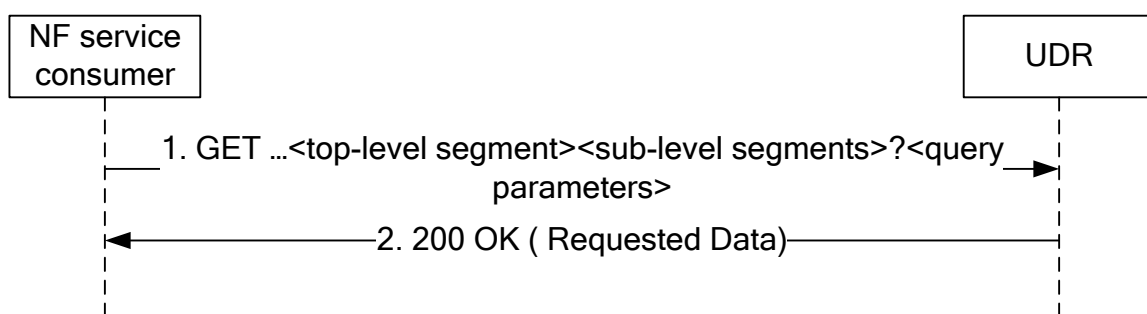 NF service
consumer
UDR
1. GET …<top-level segment><sub-level segments>?<query
parameters>
2. 200 OK ( Requested Data)